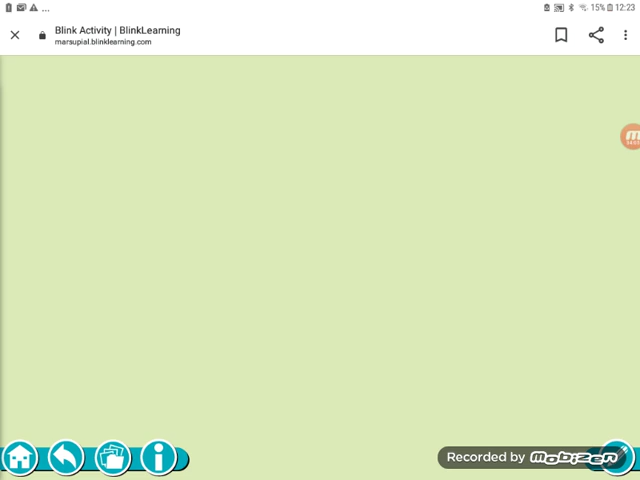 ... 15% 12:23
Blink Activity | BlinkLearning
marsupial.blinklearning.com
Recorded by Mobizen